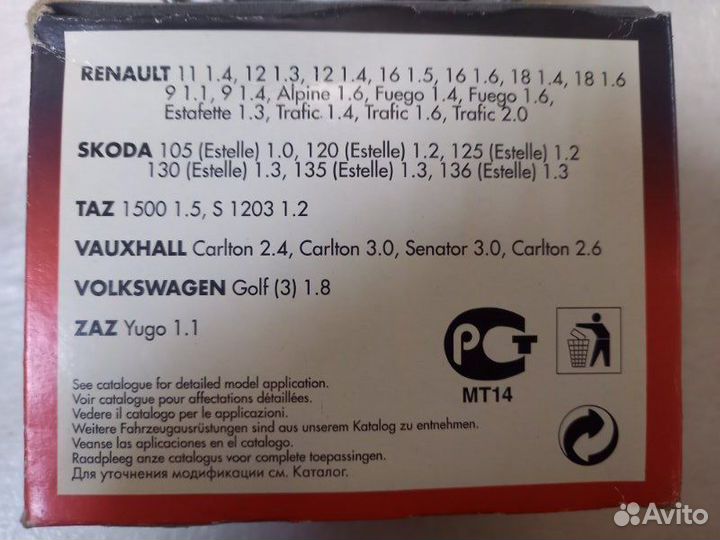 RENAULT 11 1.4, 12 1.3, 12 1.4, 16 1.5, 16 1.6, 18 1.4, 18 1.6
9 1.1, 9 1.4, Alpine 1.6, Fuego 1.4, Fuego 1.6,
Estafette 1.3, Trafic 1.4, Trafic 1.6, Trafic 2.0
SKODA 105 (Estelle) 1.0, 120 (Estelle) 1.2, 125 (Estelle) 1.2
130 (Estelle) 1.3, 135 (Estelle) 1.3, 136 (Estelle) 1.3
TAZ 1500 1.5, S 1203 1.2
VAUXHALL Carlton 2.4, Carlton 3.0, Senator 3.0, Carlton 2.6
VOLKSWAGEN Golf (3) 1.8
ZAZ Yugo 1.1
РСТ
MT14
See catalogue for detailed model application.
Voir catalogue pour affectations détaillées.
Vedere il catalogo per le applicazioni.
Weitere Fahrzeugausrüstungen sind aus unserem Katalog zu entnehmen.
Veanse las aplicaciones en el catalogo.
Raadpleeg anze catalogus voor complete toepassingen.
Для уточнения модификации см. Каталог.
Avito